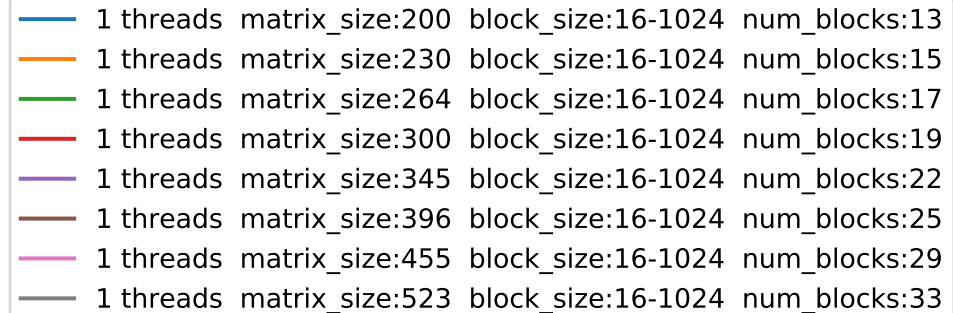 1 threads  matrix_size:200  block_size:16-1024  num_blocks:13
1 threads  matrix_size:230  block_size:16-1024  num_blocks:15
1 threads  matrix_size:264  block_size:16-1024  num_blocks:17
1 threads  matrix_size:300  block_size:16-1024  num_blocks:19
1 threads  matrix_size:345  block_size:16-1024  num_blocks:22
1 threads  matrix_size:396  block_size:16-1024  num_blocks:25
1 threads  matrix_size:455  block_size:16-1024  num_blocks:29
1 threads  matrix_size:523  block_size:16-1024  num_blocks:33